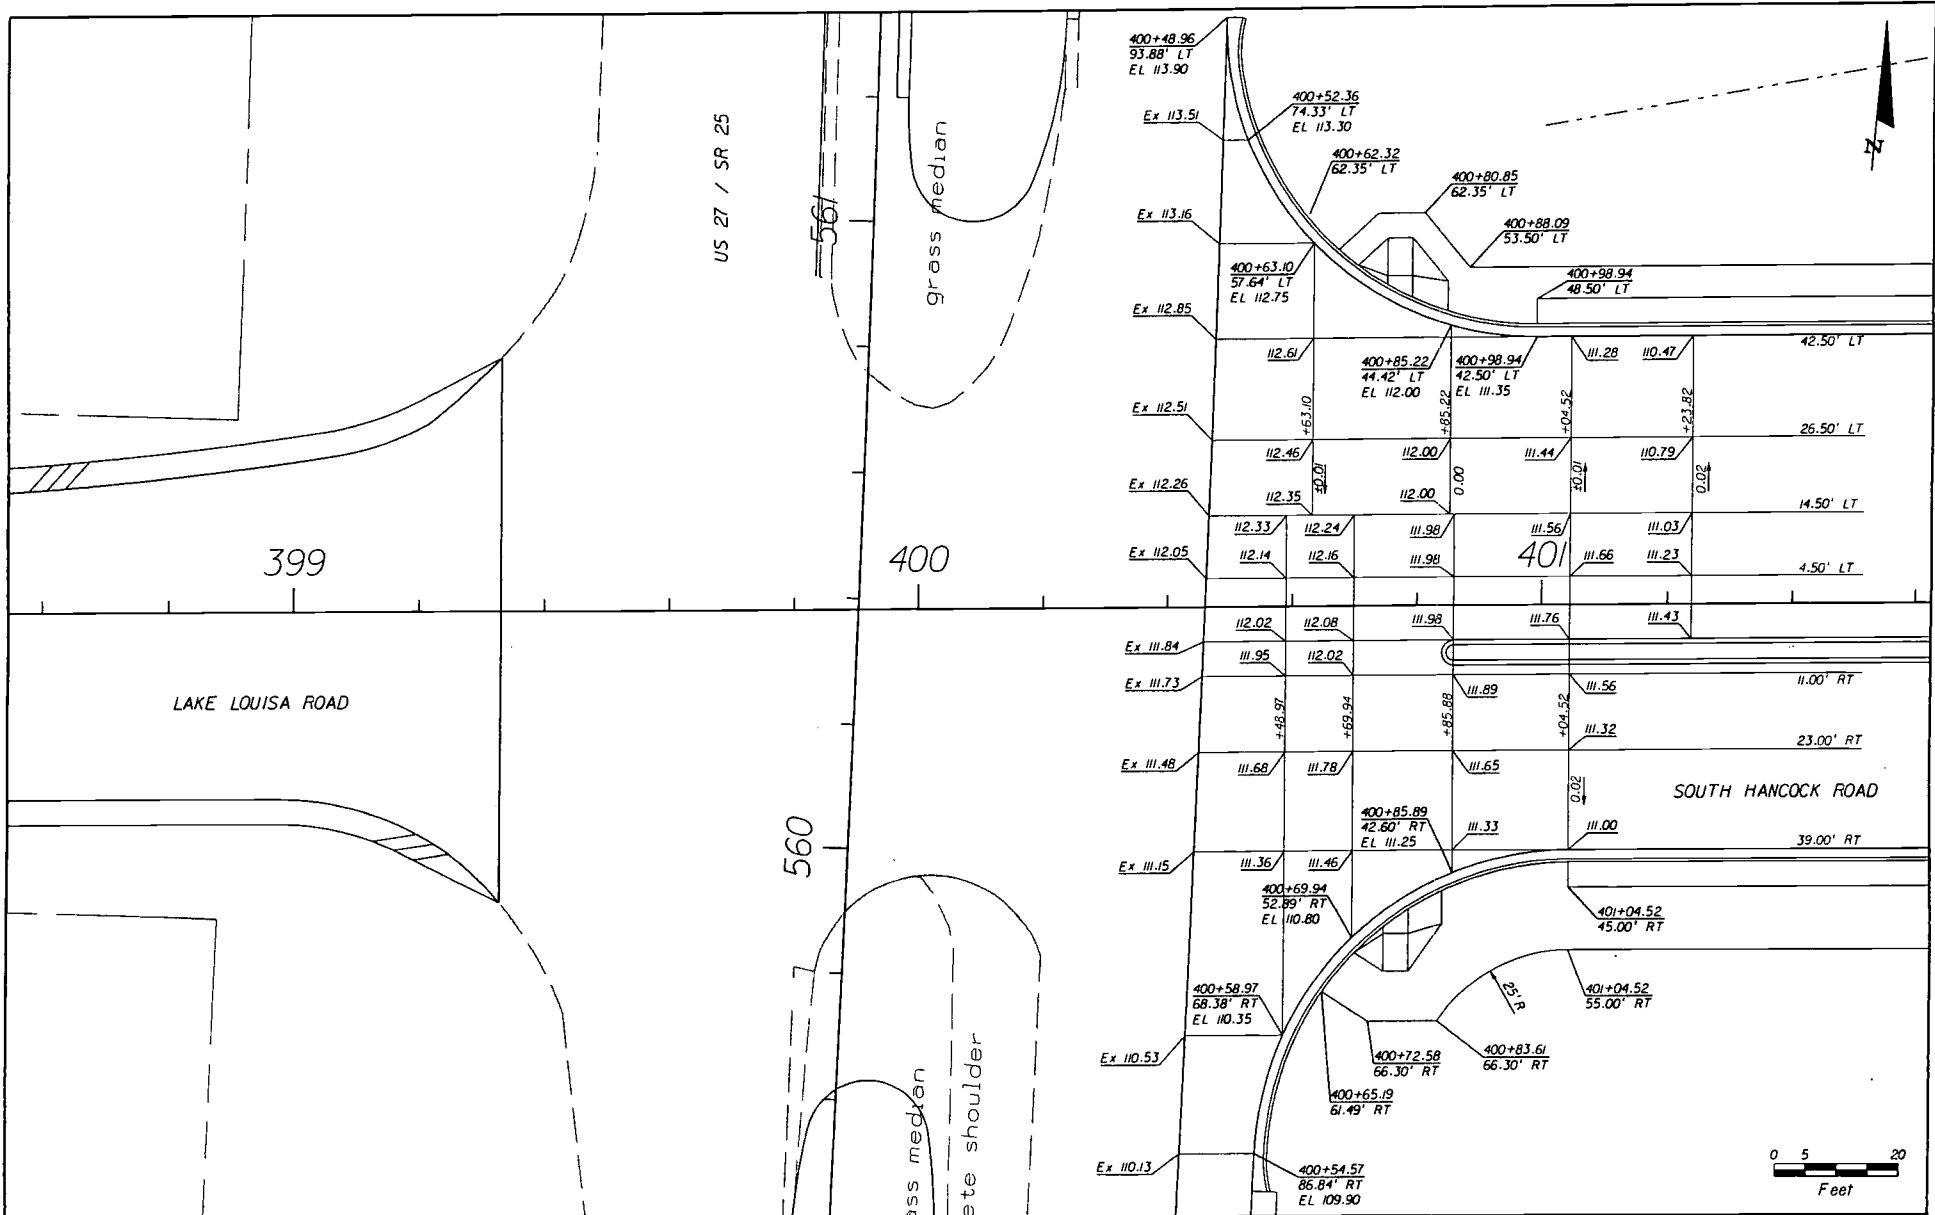 400+48.96
93.88' LT
EL 113.90
Ex 113.51
400+52.36
74.33' LT
EL 113.30
400+62.32
62.35' LT
400+80.85
62.35' LT
400+88.09
53.50' LT
N
US 27 / SR 25
561
grass median
Ex 113.16
400+63.10
57.64' LT
EL 112.75
400+98.94
48.50' LT
Ex 112.85
112.61
400+85.22
44.42' LT
EL 112.00
400+98.94
42.50' LT
EL 111.35
111.28
110.47
42.50' LT
+63.10
+85.22
+04.52
+23.82
Ex 112.51
112.46
112.00
111.44
110.79
26.50' LT
±0.01
0.00
±0.01
0.02
Ex 112.26
112.35
112.00
14.50' LT
112.33
112.24
111.98
111.56
111.03
399
400
401
Ex 112.05
112.14
112.16
111.98
111.66
111.23
4.50' LT
Ex 111.84
112.02
112.08
111.98
111.76
111.43
Ex 111.73
111.95
112.02
111.89
111.56
11.00' RT
LAKE LOUISA ROAD
+48.97
+69.94
+85.88
+04.52
Ex 111.48
111.68
111.78
111.65
111.32
23.00' RT
0.02
SOUTH HANCOCK ROAD
560
400+85.89
42.60' RT
EL 111.25
111.33
111.00
39.00' RT
Ex 111.15
111.36
111.46
400+69.94
52.89' RT
EL 110.80
401+04.52
45.00' RT
400+58.97
68.38' RT
EL 110.35
25'R
401+04.52
55.00' RT
Ex 110.53
400+72.58
66.30' RT
400+83.61
66.30' RT
400+65.19
61.49' RT
Ex 110.13
400+54.57
86.84' RT
EL 109.90
ass median
ete shoulder
0 5 20
Feet